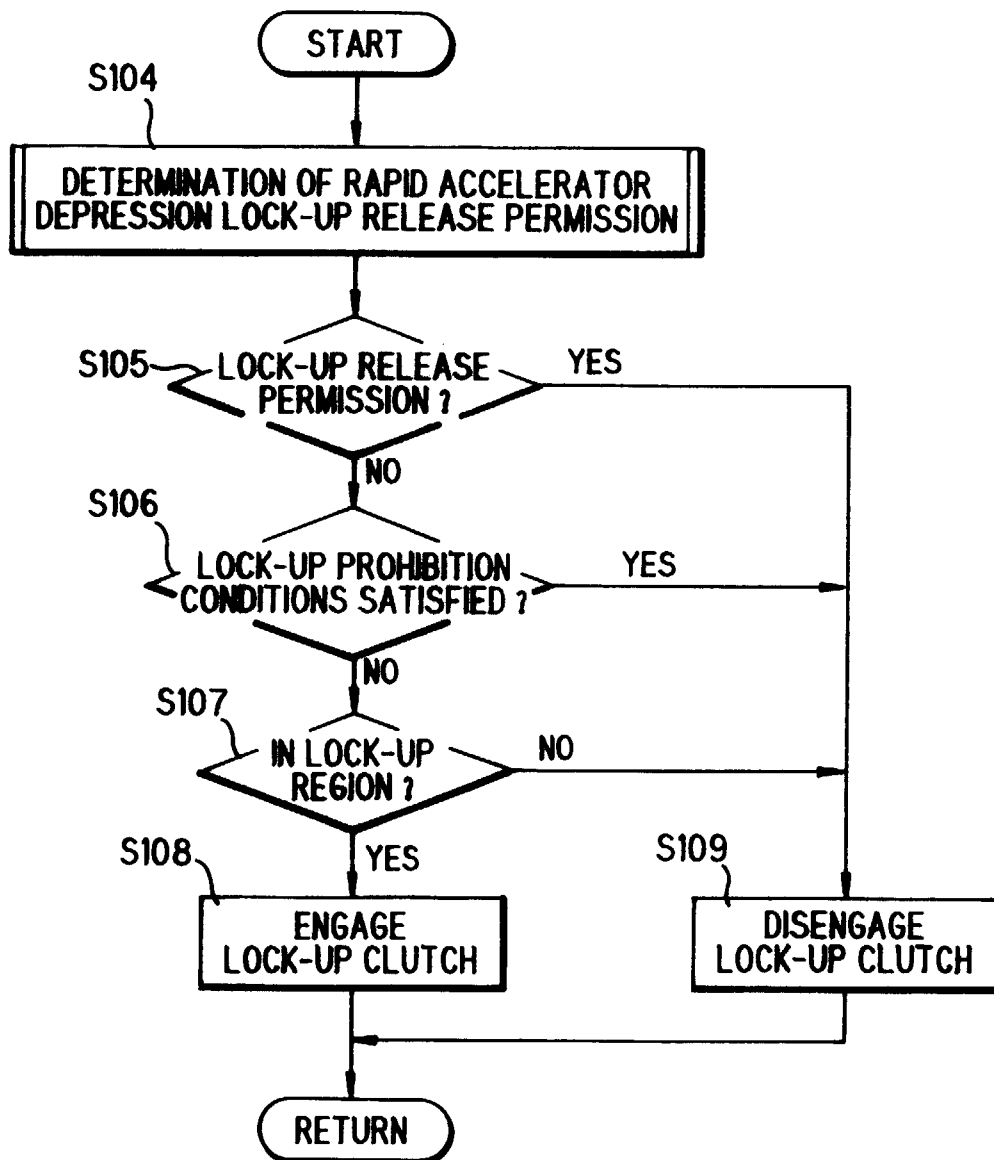 START
S104
DETERMINATION OF RAPID ACCELERATOR
DEPRESSION LOCK-UP RELEASE PERMISSION
S105
LOCK-UP RELEASE
PERMISSION ?
YES
NO
S106
LOCK-UP PROHIBITION
CONDITIONS SATISFIED ?
YES
NO
S107
IN LOCK-UP
REGION ?
NO
YES
S108
ENGAGE
LOCK-UP CLUTCH
S109
DISENGAGE
LOCK-UP CLUTCH
RETURN